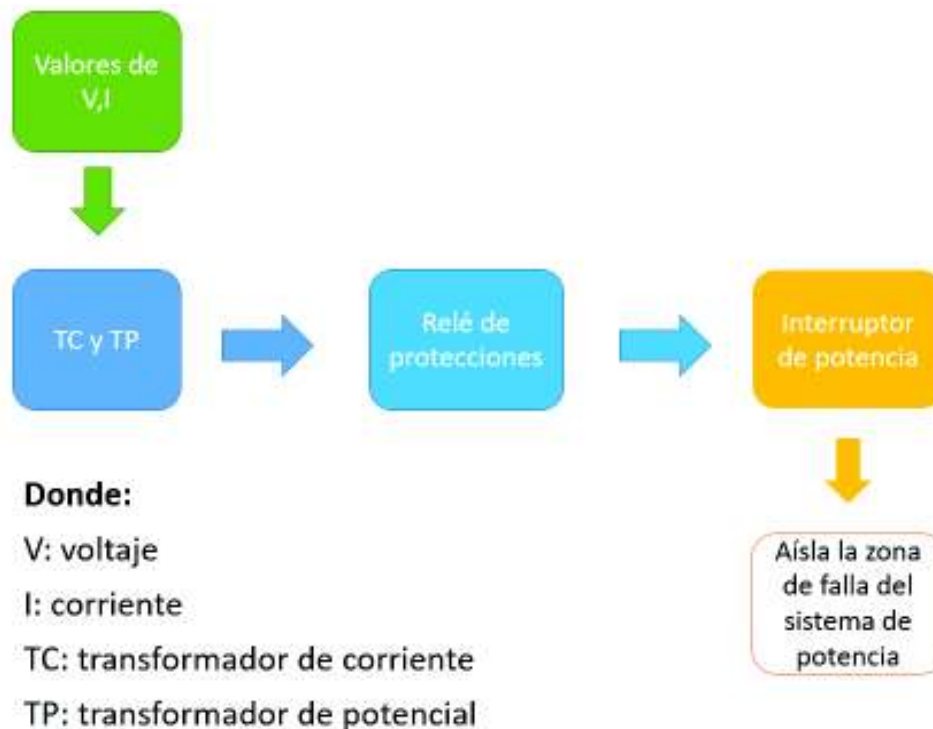 Valores de
V,I
TC y TP
Relé de
protecciones
Interruptor
de potencia
Aísla la zona
de falla del
sistema de
potencia
Donde:
V: voltaje
I: corriente
TC: transformador de corriente
TP: transformador de potencial